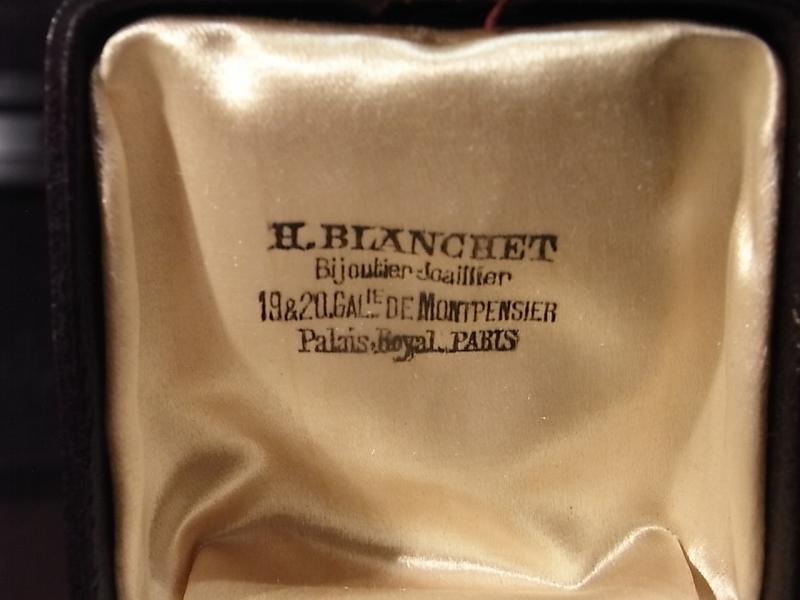 H. BLANCHET
Bijoutier-Joaillier
19&20.GALIE DE MONTPENSIER
Palais-Royal. PARIS